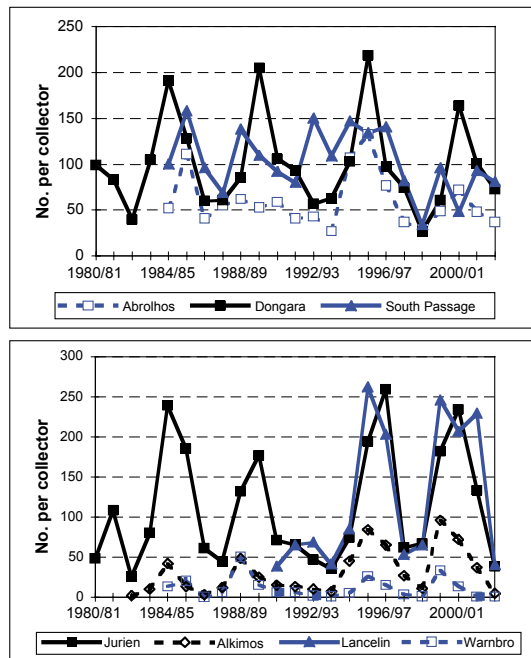 No. per collector
250
200
150
100
50
0
1980/81 1984/85 1988/89 1992/93 1996/97 2000/01
Abrolhos Dongara South Passage
No. per collector
300
250
200
150
100
50
0
1980/81 1984/85 1988/89 1992/93 1996/97 2000/01
Jurien Alkimos Lancelin Warnbro